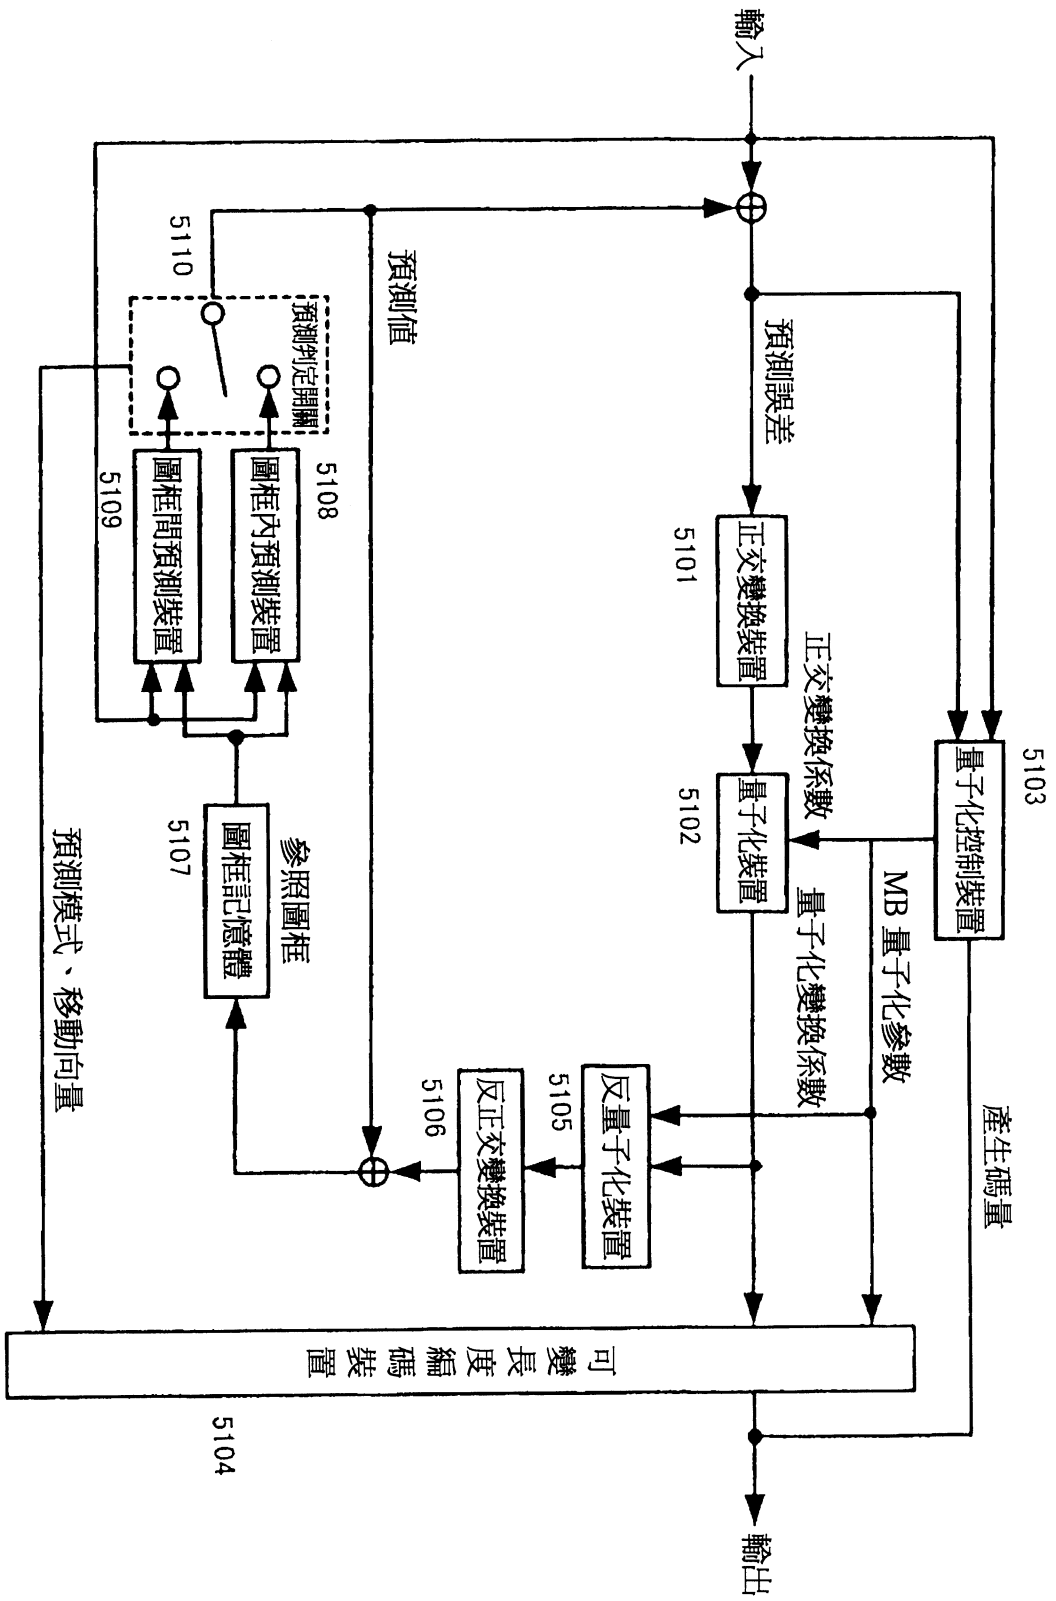 輸入
預測誤差
正交變換裝置
5101
正交變換係數
量子化裝置
5102
量子化控制裝置
5103
MB 量子化參數
量子化變換係數
產生碼量
預測值
反量子化裝置
5105
反正交變換裝置
5106
5110
預測判定開關
圖框內預測裝置
5108
圖框間預測裝置
5109
參照圖框
圖框記憶體
5107
預測模式、移動向量
可變長度編碼裝置
5104
輸出